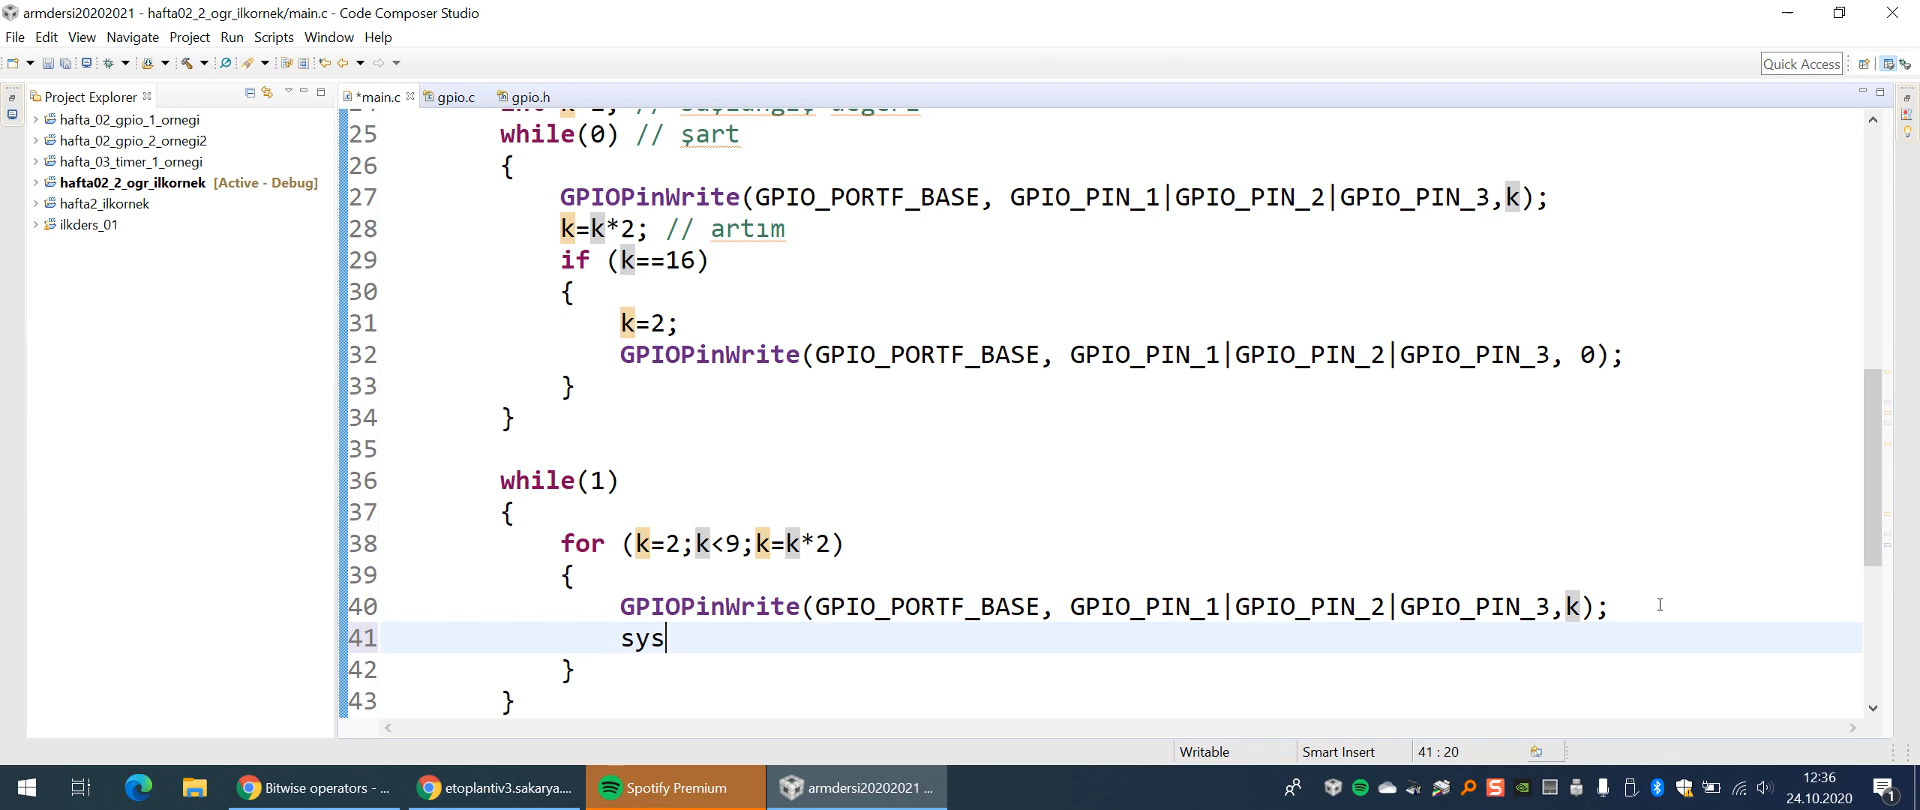 armdersi20202021 - hafta02_2_ogr_ilkornek/main.c - Code Composer Studio
File Edit View Navigate Project Run Scripts Window Help
Quick Access
Project Explorer
hafta_02_gpio_1_ornegi
hafta_02_gpio_2_ornegi2
hafta_03_timer_1_ornegi
hafta02_2_ogr_ilkornek [Active - Debug]
hafta2_ilkornek
ilkders_01
*main.c gpio.c gpio.h
25 while(0) // şart
26 {
27 GPIOPinWrite(GPIO_PORTF_BASE, GPIO_PIN_1|GPIO_PIN_2|GPIO_PIN_3,k);
28 k=k*2; // artım
29 if (k==16)
30 {
31 k=2;
32 GPIOPinWrite(GPIO_PORTF_BASE, GPIO_PIN_1|GPIO_PIN_2|GPIO_PIN_3, 0);
33 }
34 }
35
36 while(1)
37 {
38 for (k=2;k<9;k=k*2)
39 {
40 GPIOPinWrite(GPIO_PORTF_BASE, GPIO_PIN_1|GPIO_PIN_2|GPIO_PIN_3,k);
41 sys
42 }
43 }
Writable Smart Insert 41 : 20
Bitwise operators - ... etoplantiv3.sakarya.... Spotify Premium armdersi20202021 ...
12:36
24.10.2020
1